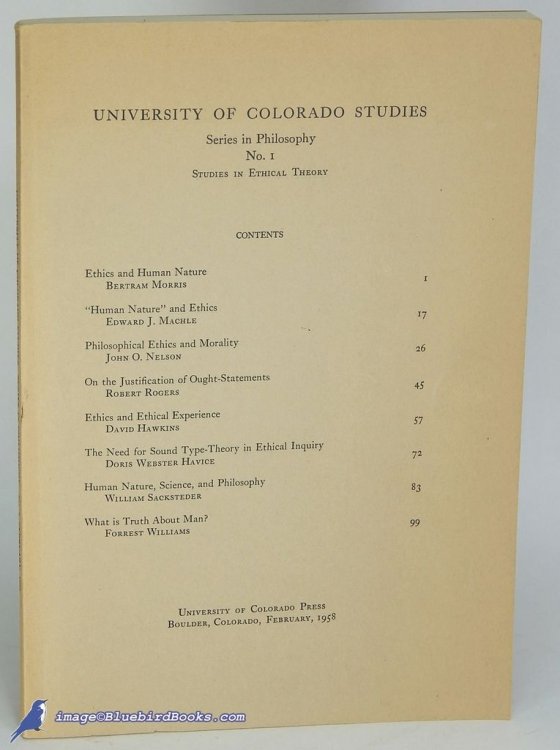 UNIVERSITY OF COLORADO STUDIES
Series in Philosophy
No. 1
STUDIES IN ETHICAL THEORY
CONTENTS
Ethics and Human Nature
BERTRAM MORRIS 1
"Human Nature" and Ethics
EDWARD J. MACHLE 17
Philosophical Ethics and Morality
JOHN O. NELSON 26
On the Justification of Ought-Statements
ROBERT ROGERS 45
Ethics and Ethical Experience
DAVID HAWKINS 57
The Need for Sound Type-Theory in Ethical Inquiry
DORIS WEBSTER HAVICE 72
Human Nature, Science, and Philosophy
WILLIAM SACKSTEDER 83
What is Truth About Man?
FORREST WILLIAMS 99
UNIVERSITY OF COLORADO PRESS
BOULDER, COLORADO, FEBRUARY, 1958
image©BluebirdBooks.com